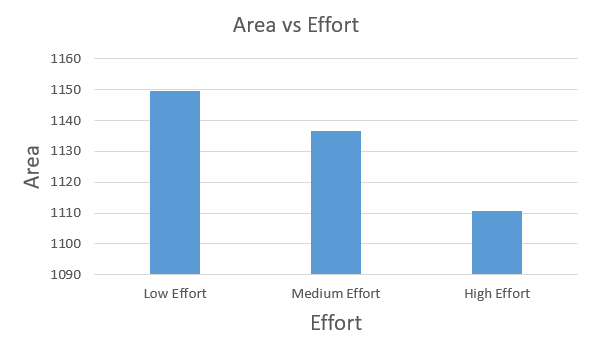 Area vs Effort
1160
1150
1140
1130
1120
1110
1100
1090
Area
Low Effort
Medium Effort
High Effort
Effort